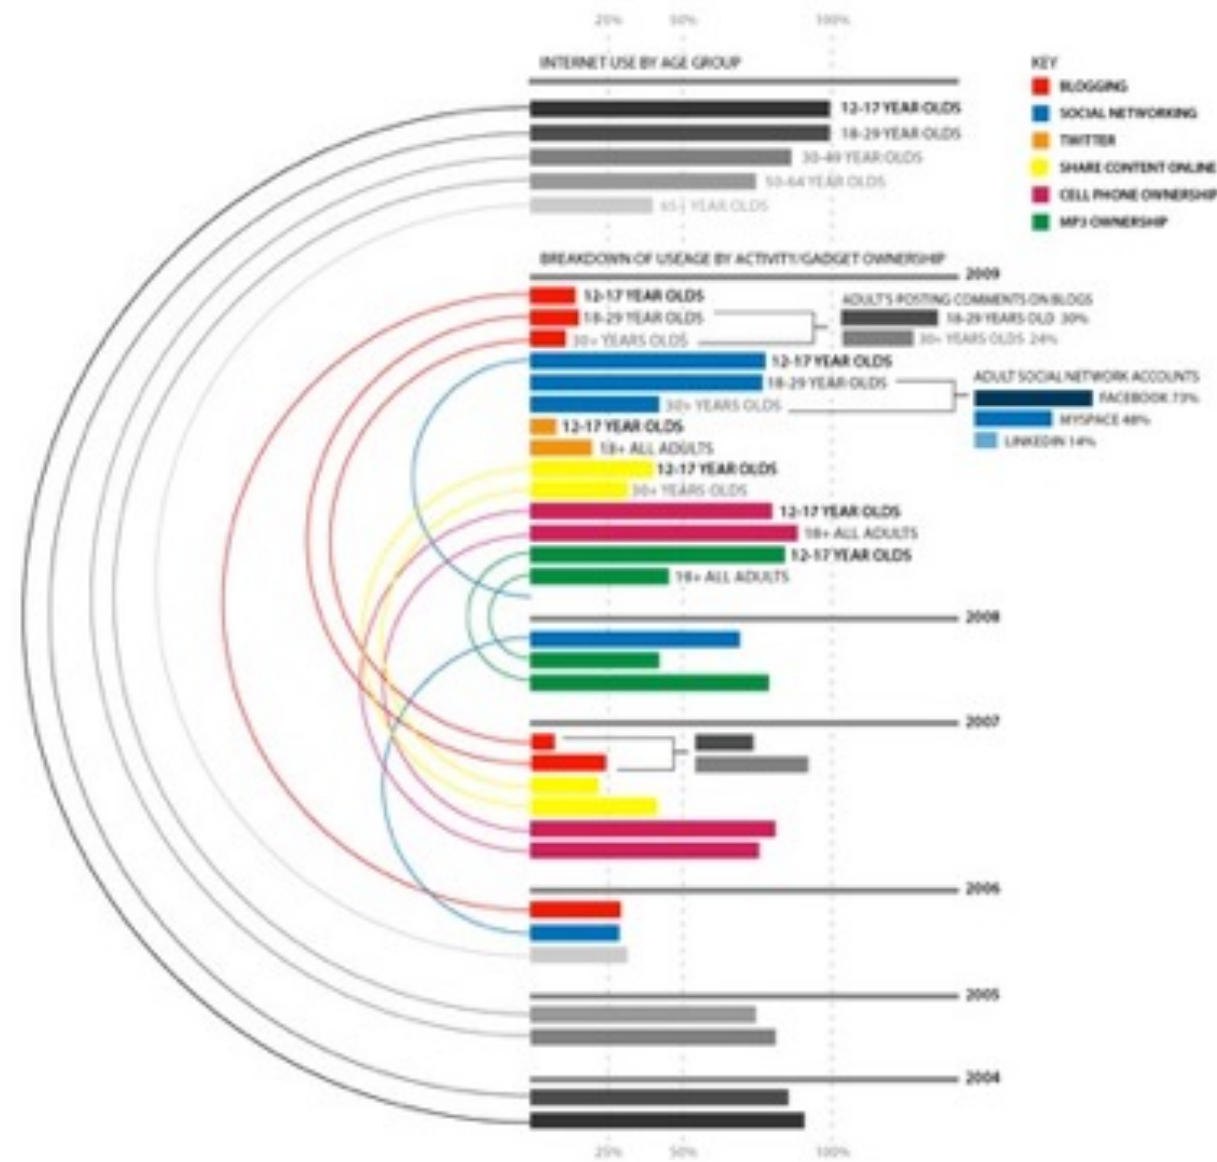 25% 50% 100%
INTERNET USE BY AGE GROUP
12-17 YEAR OLDS
18-29 YEAR OLDS
30-49 YEAR OLDS
50-64 YEAR OLDS
65+ YEAR OLDS
KEY
BLOGGING
SOCIAL NETWORKING
TWITTER
SHARE CONTENT ONLINE
CELL PHONE OWNERSHIP
MP3 OWNERSHIP
BREAKDOWN OF USEAGE BY ACTIVITY/GADGET OWNERSHIP
2009
12-17 YEAR OLDS
18-29 YEAR OLDS
30+ YEARS OLDS
ADULT'S POSTING COMMENTS ON BLOGS
18-29 YEARS OLD 30%
30+ YEARS OLDS 24%
12-17 YEAR OLDS
18-29 YEAR OLDS
30+ YEARS OLDS
ADULT SOCIAL NETWORK ACCOUNTS
FACEBOOK 73%
MYSPACE 48%
LINKEDIN 14%
12-17 YEAR OLDS
18+ ALL ADULTS
12-17 YEAR OLDS
30+ YEARS OLDS
12-17 YEAR OLDS
18+ ALL ADULTS
12-17 YEAR OLDS
18+ ALL ADULTS
2008
2007
2006
2005
2004
25% 50% 100%